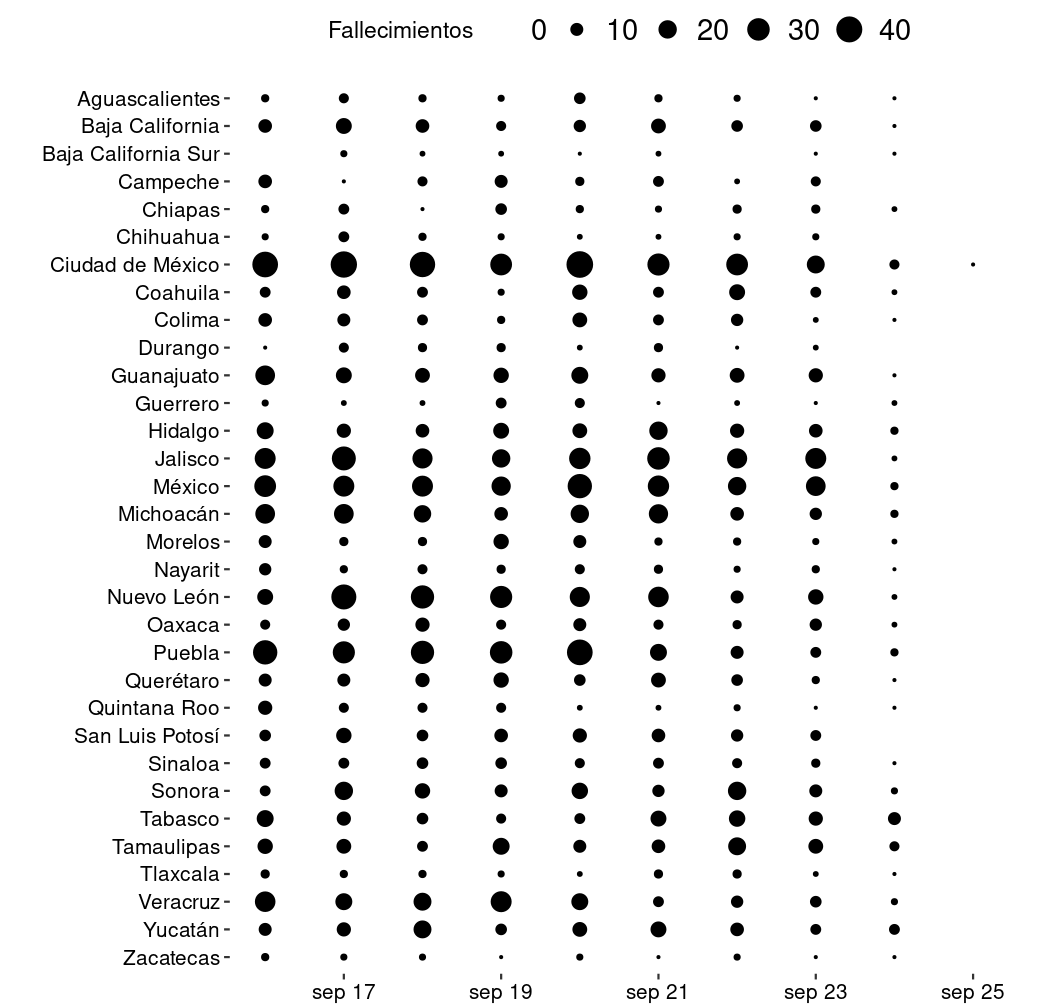 Fallecimientos 0 10 20 30 40
Aguascalientes
Baja California
Baja California Sur
Campeche
Chiapas
Chihuahua
Ciudad de México
Coahuila
Colima
Durango
Guanajuato
Guerrero
Hidalgo
Jalisco
México
Michoacán
Morelos
Nayarit
Nuevo León
Oaxaca
Puebla
Querétaro
Quintana Roo
San Luis Potosí
Sinaloa
Sonora
Tabasco
Tamaulipas
Tlaxcala
Veracruz
Yucatán
Zacatecas
sep 17 sep 19 sep 21 sep 23 sep 25